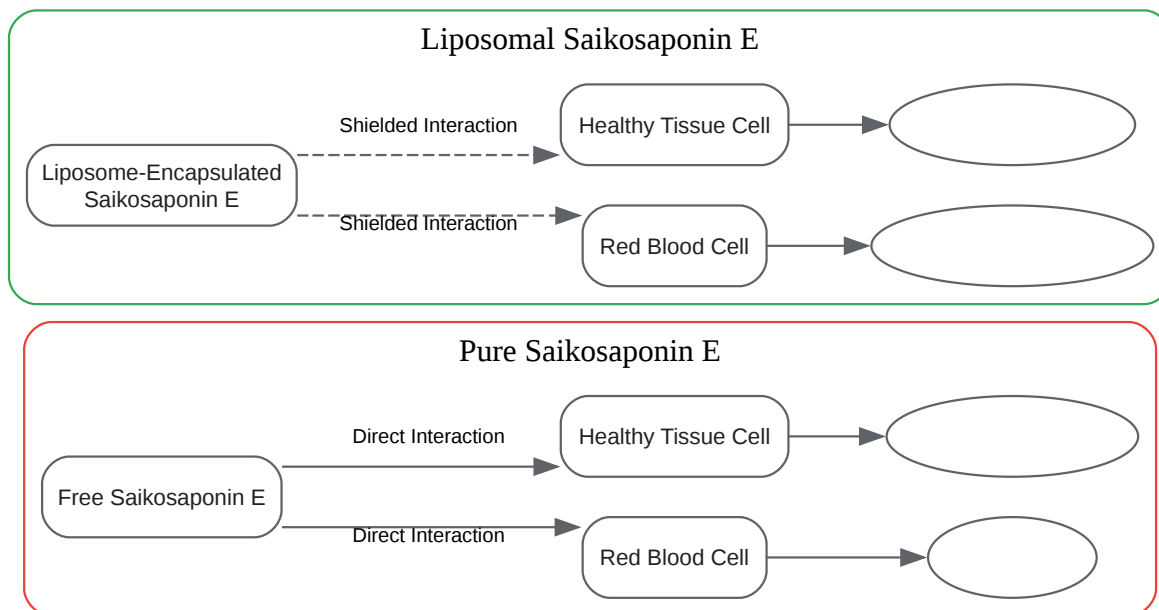 Liposomal Saikosaponin E
Shielded Interaction
Healthy Tissue Cell
Liposome-Encapsulated
Saikosaponin E
Shielded Interaction
Red Blood Cell
Pure Saikosaponin E
Direct Interaction
Healthy Tissue Cell
Free Saikosaponin E
Direct Interaction
Red Blood Cell